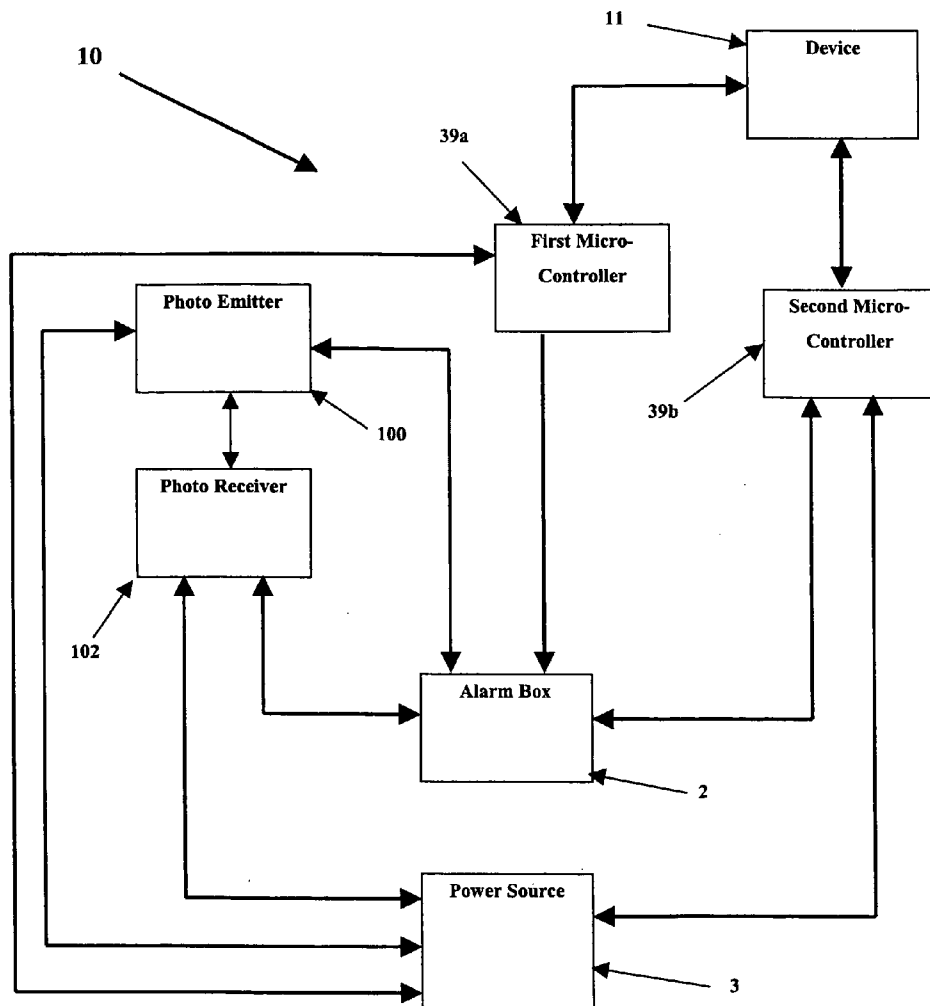 11
Device
10
39a
First Micro-
Controller
Photo Emitter
Second Micro-
Controller
39b
100
Photo Receiver
102
Alarm Box
2
Power Source
3